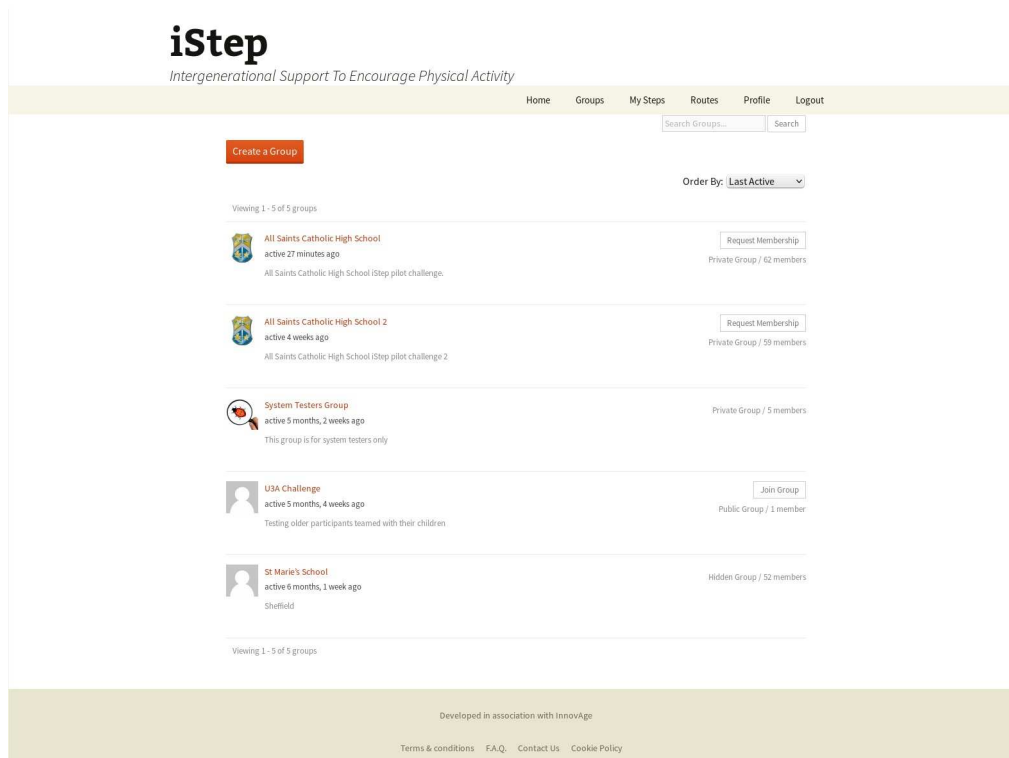 iStep
Intergenerational Support To Encourage Physical Activity
Home Groups My Steps Routes Profile Logout
Search Groups... Search
Create a Group
Order By: Last Active
Viewing 1 - 5 of 5 groups
All Saints Catholic High School Request Membership
active 27 minutes ago Private Group / 62 members
All Saints Catholic High School iStep pilot challenge.
All Saints Catholic High School 2 Request Membership
active 4 weeks ago Private Group / 59 members
All Saints Catholic High School iStep pilot challenge 2
System Testers Group Private Group / 5 members
active 5 months, 2 weeks ago
This group is for system testers only
U3A Challenge Join Group
active 5 months, 4 weeks ago Public Group / 1 member
Testing older participants teamed with their children
St Marie's School Hidden Group / 52 members
active 6 months, 1 week ago
Sheffield
Viewing 1 - 5 of 5 groups
Developed in association with InnovAge
Terms & conditions F.A.Q. Contact Us Cookie Policy